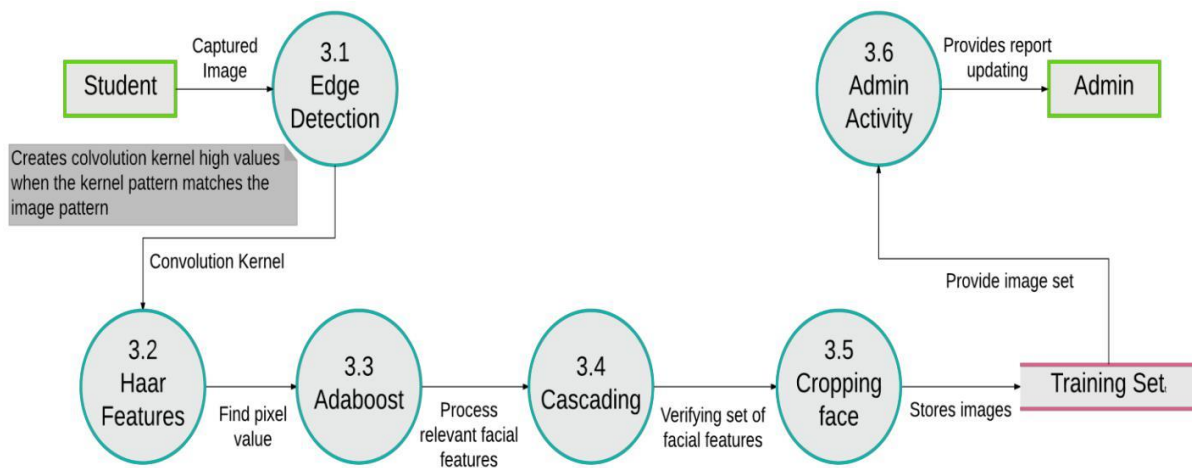 Student
Captured
Image
3.1
Edge
Detection
Creates colvolution kernel high values
when the kernel pattern matches the
image pattern
Convolution Kernel
3.2
Haar
Features
Find pixel
value
3.3
Adaboost
Process
relevant facial
features
3.4
Cascading
Verifying set of
facial features
3.5
Cropping
face
Stores images
Training Set
Provide image set
3.6
Admin
Activity
Provides report
updating
Admin